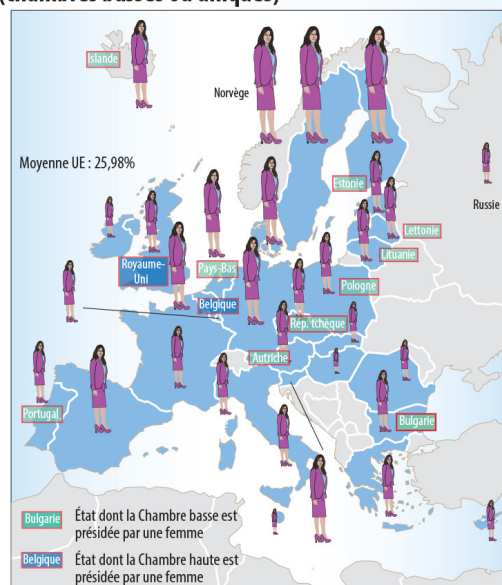 (chambres basses ou uniques)
Islande
Norvège
Moyenne UE : 25,98%
Estonie
Russie
Lettonie
Royaume-
Uni
Pays-Bas
Lituanie
Pologne
Belgique
Rép. tchèque
Autriche
Portugal
Bulgarie
Bulgarie
État dont la Chambre basse est
présidée par une femme
Belgique
État dont la Chambre haute est
présidée par une femme